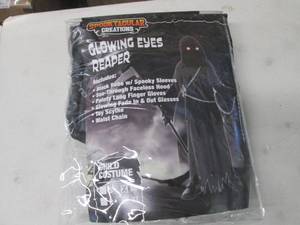 SPOOKTACULAR
CREATIONS
GLOWING EYES
REAPER
Includes:
• Black Robe w/ Spooky Sleeves
• See-Through Faceless Hood
• Pointy Long Finger Gloves
• Glowing Fade In & Out Glasses
• Toy Scythe
• Waist Chain
CHILD
COSTUME